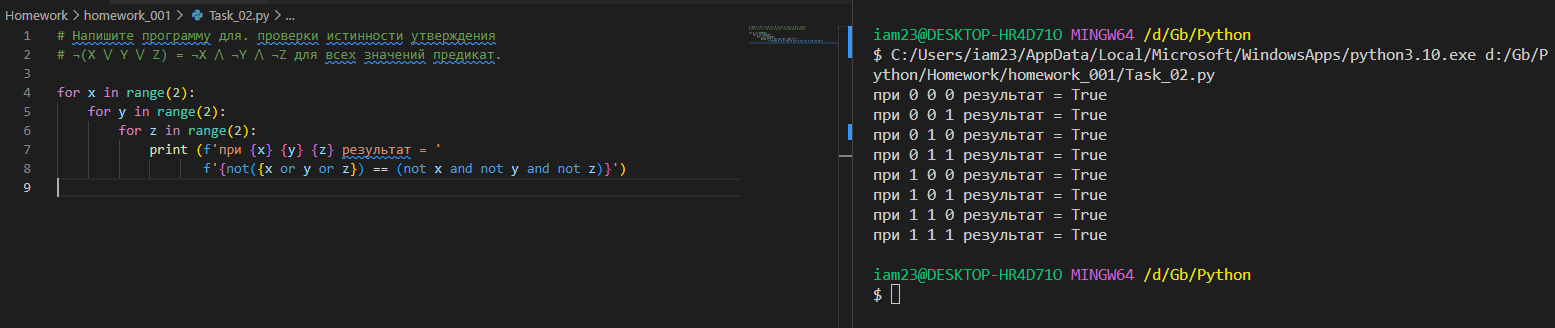 Homework > homework_001 > Task_02.py > ...
1 # Напишите программу для. проверки истинности утверждения
2 # ¬(X ⋁ Y ⋁ Z) = ¬X ⋀ ¬Y ⋀ ¬Z для всех значений предикат.
3
4 for x in range(2):
5 for y in range(2):
6 for z in range(2):
7 print (f'при {x} {y} {z} результат = '
8 f'{not({x or y or z}) == (not x and not y and not z)}')
9
iam23@DESKTOP-HR4D71O MINGW64 /d/Gb/Python
$ C:/Users/iam23/AppData/Local/Microsoft/WindowsApps/python3.10.exe d:/Gb/P
ython/Homework/homework_001/Task_02.py
при 0 0 0 результат = True
при 0 0 1 результат = True
при 0 1 0 результат = True
при 0 1 1 результат = True
при 1 0 0 результат = True
при 1 0 1 результат = True
при 1 1 0 результат = True
при 1 1 1 результат = True
iam23@DESKTOP-HR4D71O MINGW64 /d/Gb/Python
$